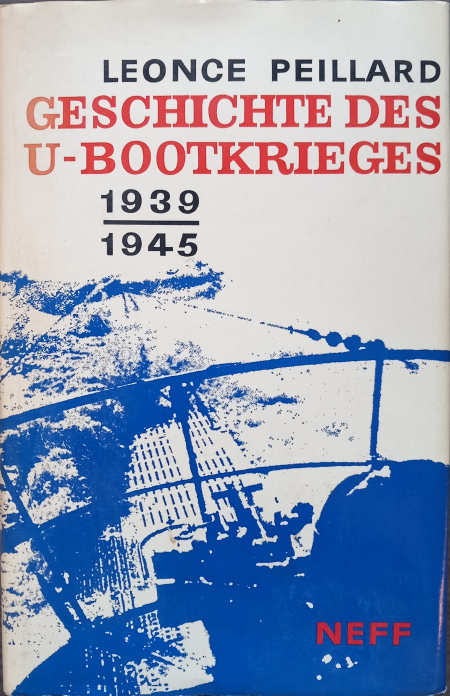 LEONCE PEILLARD
GESCHICHTE DES
U-BOOTKRIEGES
1939
1945
NEFF